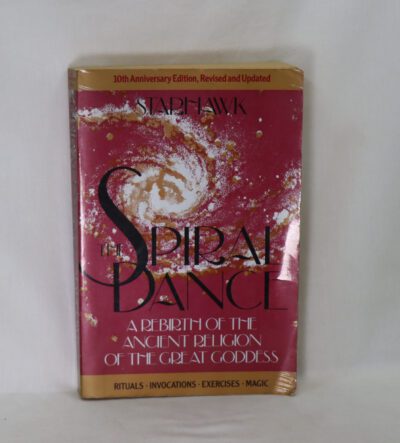 10th Anniversary Edition, Revised and Updated
STARHAWK
THE
SPIRAL
DANCE
A REBIRTH OF THE
ANCIENT RELIGION
OF THE GREAT GODDESS
RITUALS · INVOCATIONS · EXERCISES · MAGIC